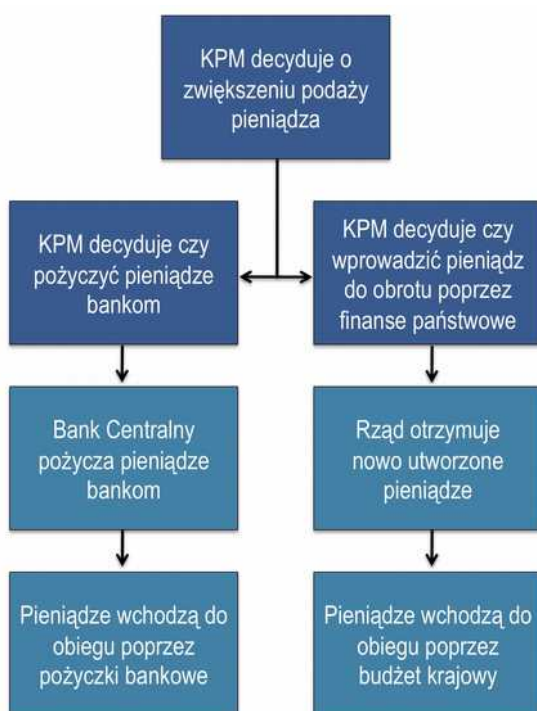 KPM decyduje o
zwiększeniu podaży
pieniądza
KPM decyduje czy
pożyczyć pieniądze
bankom
KPM decyduje czy
wprowadzić pieniądz
do obrotu poprzez
finanse państwowe
Bank Centralny
pożycza pieniądze
bankom
Rząd otrzymuje
nowo utworzone
pieniądze
Pieniądze wchodzą do
obiegu poprzez
pożyczki bankowe
Pieniądze wchodzą do
obiegu poprzez
budżet krajowy